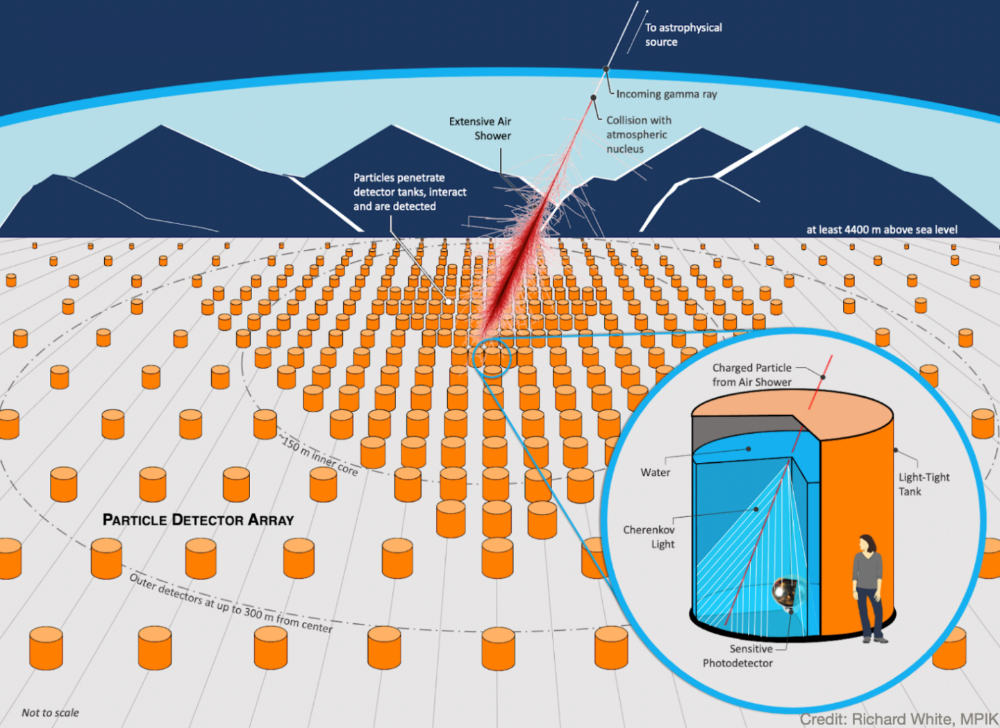 To astrophysical
source
Incoming gamma ray
Collision with
atmospheric
nucleus
Extensive Air
Shower
Particles penetrate
detector tanks, interact
and are detected
at least 4400 m above sea level
Charged Particle
from Air Shower
~150 m inner core
Water
Light-Tight
Tank
PARTICLE DETECTOR ARRAY
Cherenkov
Light
Outer detectors at up to 300 m from center
Sensitive
Photodetector
Not to scale
Credit: Richard White, MPIK